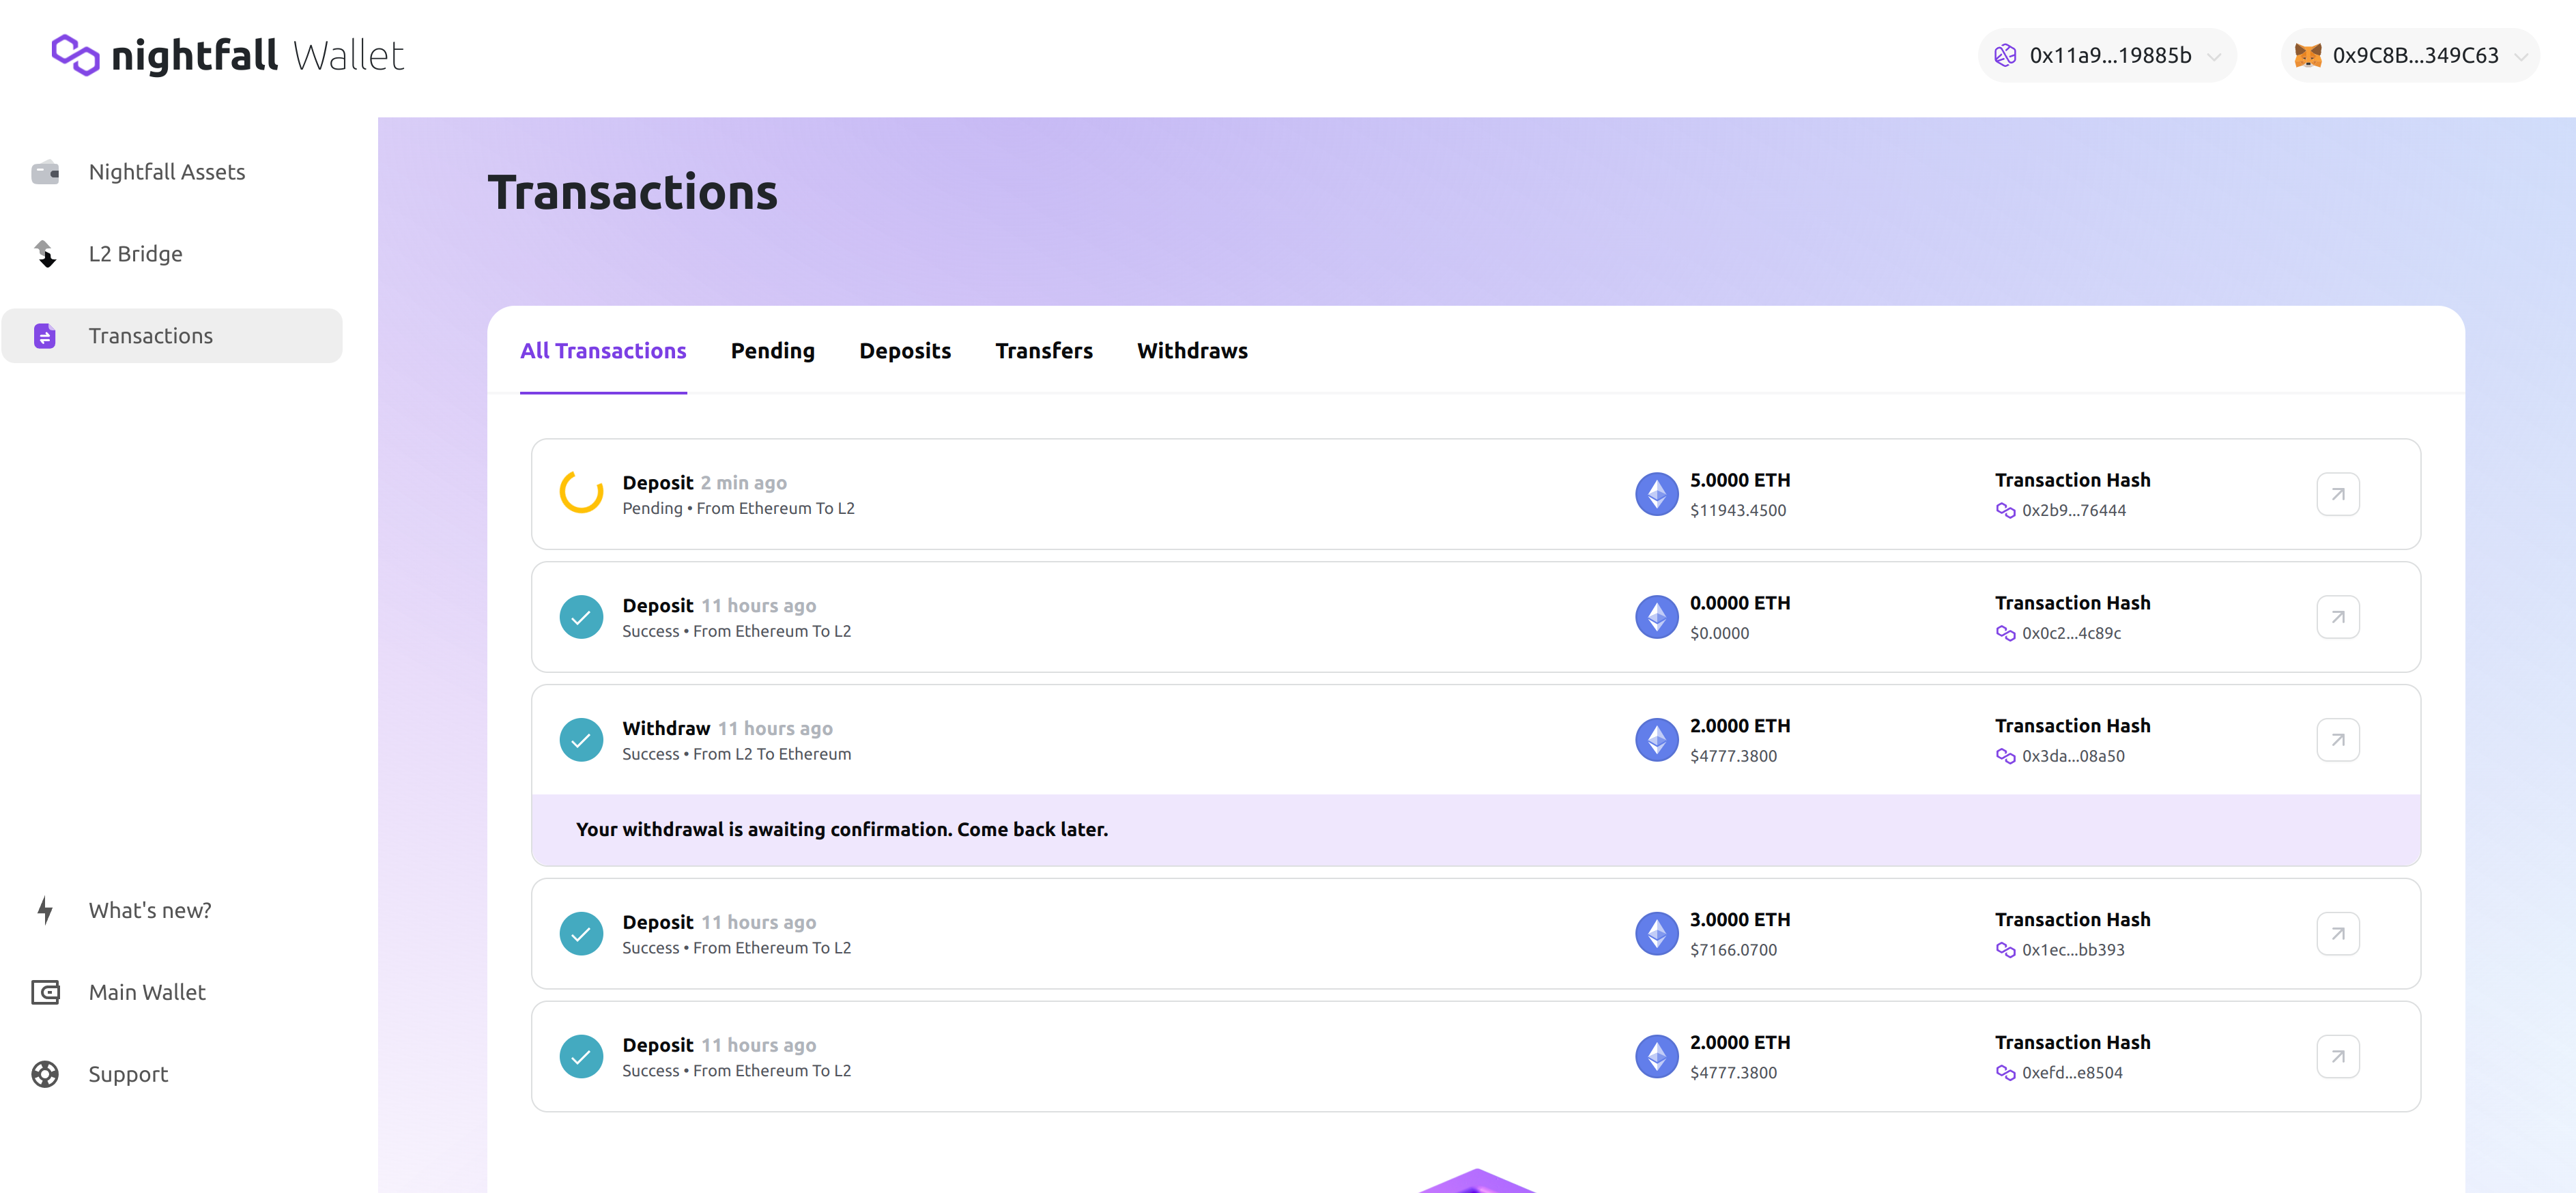 nightfall Wallet
0x11a9...19885b
0x9C8B...349C63
Nightfall Assets
L2 Bridge
Transactions
What's new?
Main Wallet
Support
Transactions
All Transactions Pending Deposits Transfers Withdraws
Deposit 2 min ago
Pending • From Ethereum To L2
5.0000 ETH
$11943.4500
Transaction Hash
0x2b9...76444
Deposit 11 hours ago
Success • From Ethereum To L2
0.0000 ETH
$0.0000
Transaction Hash
0x0c2...4c89c
Withdraw 11 hours ago
Success • From L2 To Ethereum
2.0000 ETH
$4777.3800
Transaction Hash
0x3da...08a50
Your withdrawal is awaiting confirmation. Come back later.
Deposit 11 hours ago
Success • From Ethereum To L2
3.0000 ETH
$7166.0700
Transaction Hash
0x1ec...bb393
Deposit 11 hours ago
Success • From Ethereum To L2
2.0000 ETH
$4777.3800
Transaction Hash
0xefd...e8504